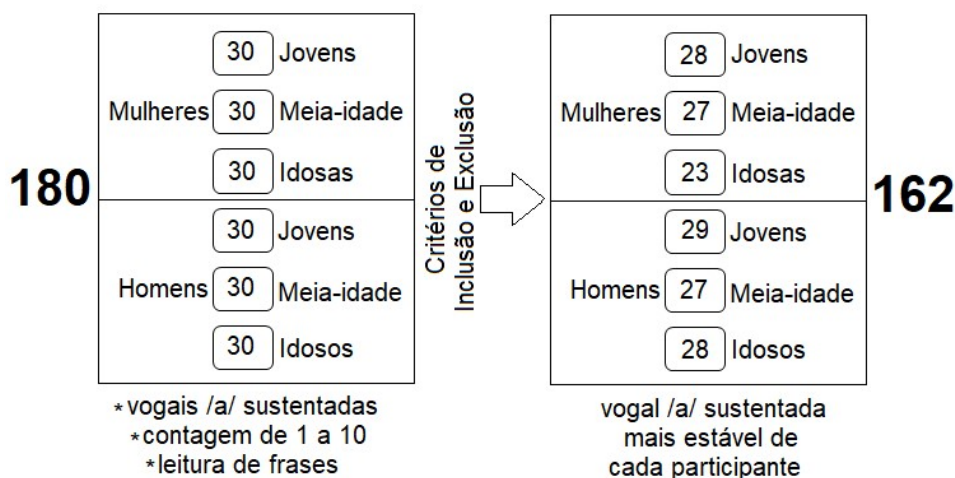 180
Mulheres
30 Jovens
30 Meia-idade
30 Idosas
Homens
30 Jovens
30 Meia-idade
30 Idosos
*vogais /a/ sustentadas
*contagem de 1 a 10
*leitura de frases
Critérios de
Inclusão e Exclusão
Mulheres
28 Jovens
27 Meia-idade
23 Idosas
Homens
29 Jovens
27 Meia-idade
28 Idosos
162
vogal /a/ sustentada
mais estável de
cada participante